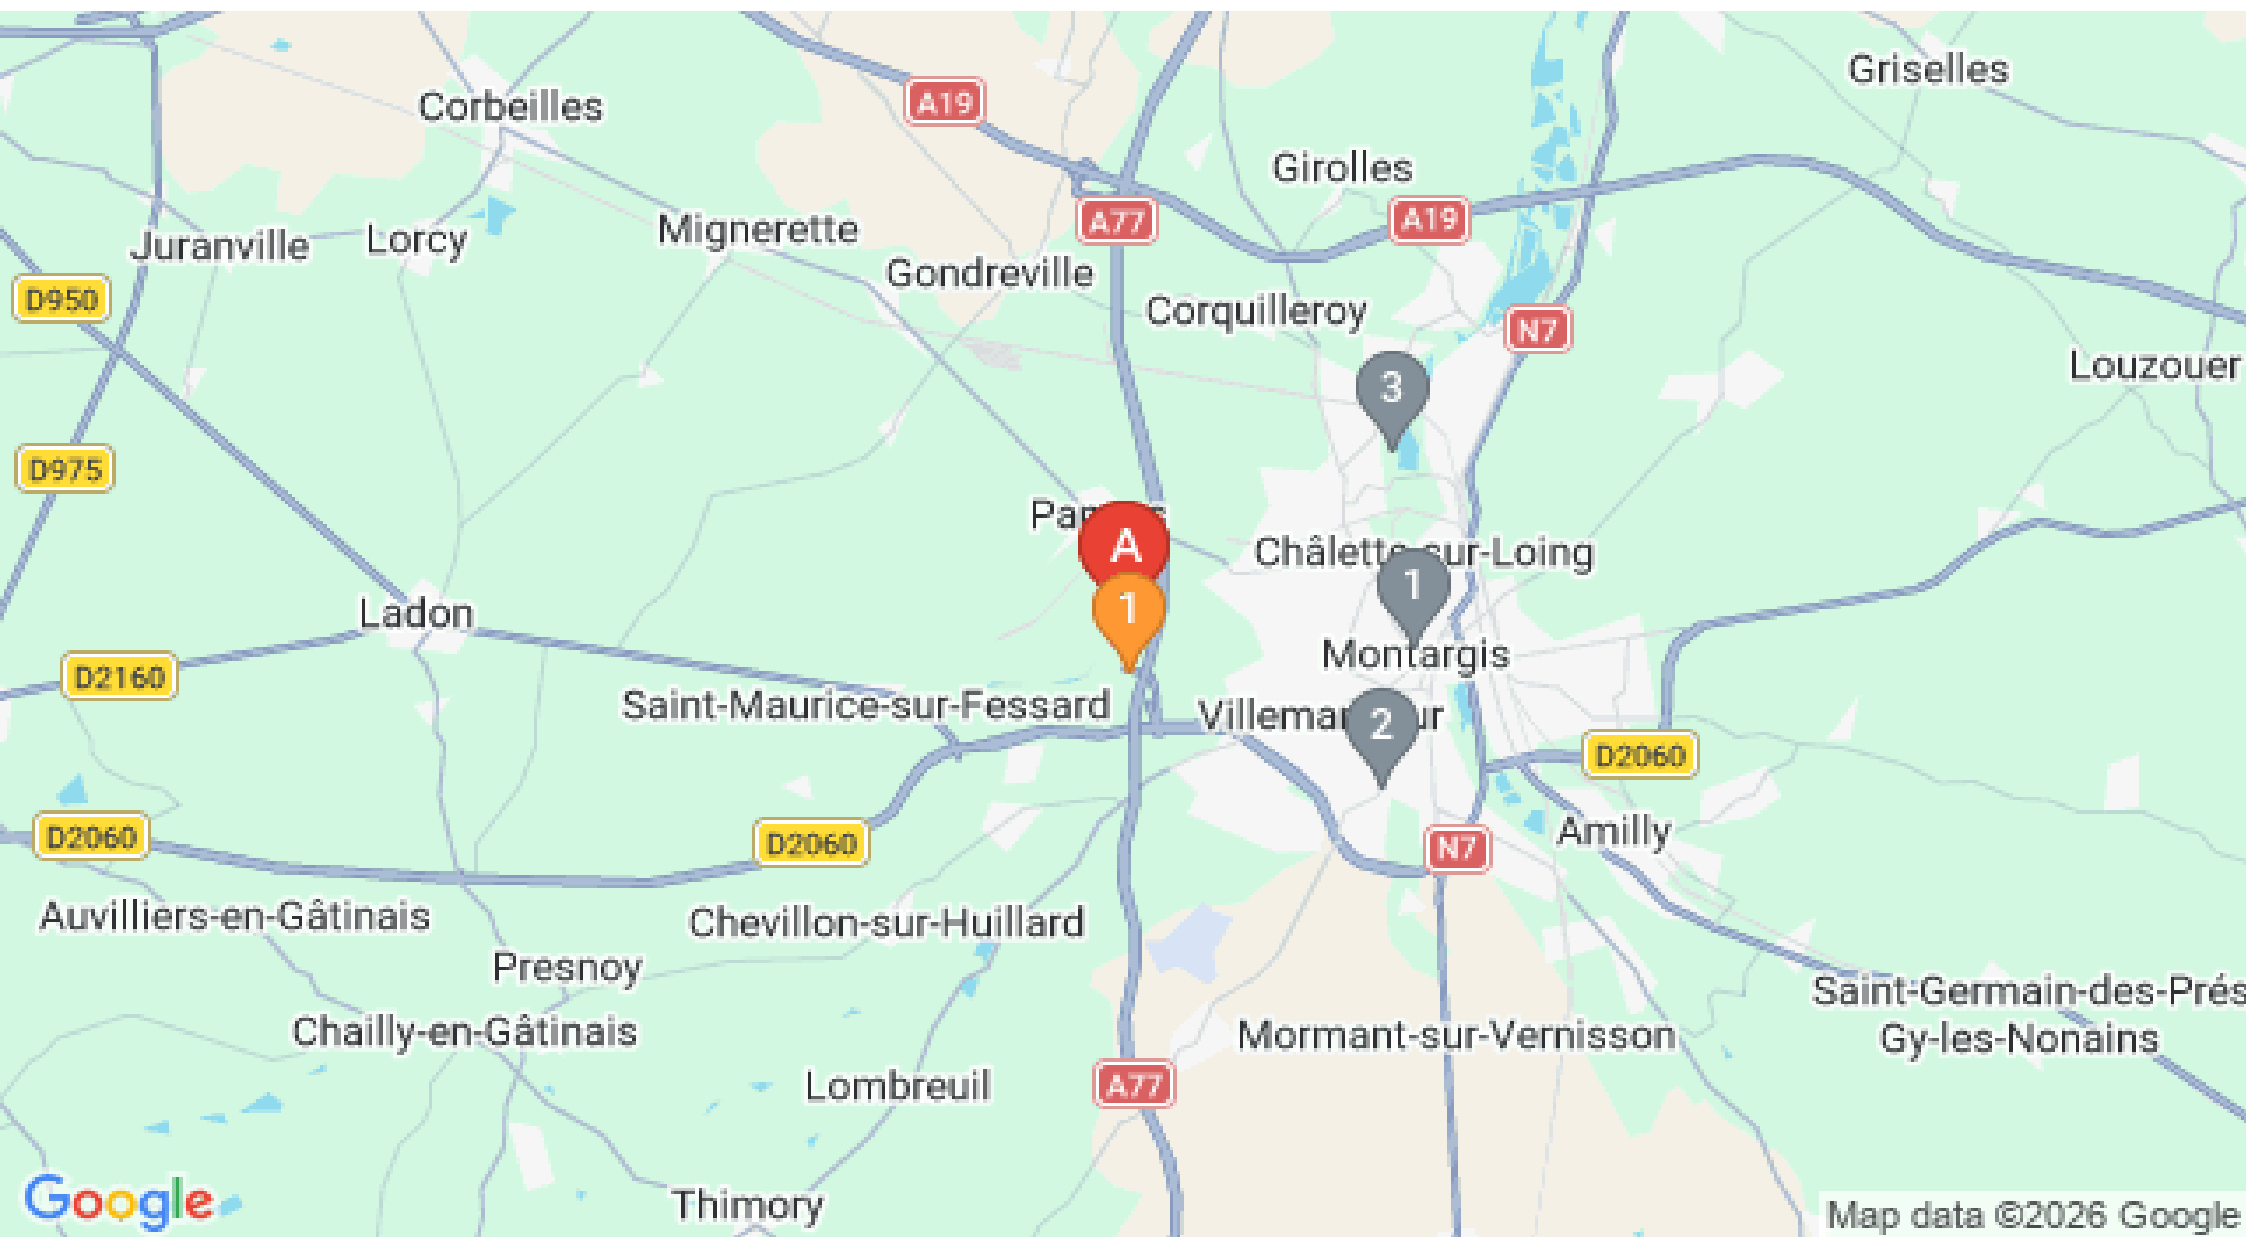 Griselles
Corbeilles
A19
Girolles
A77
A19
Juranville
Lorcy
Mignerette
Gondreville
D950
Corquilleroy
N7
Louzouer
3
D975
A
Châlette-sur-Loing
1
1
Ladon
Montargis
D2160
Saint-Maurice-sur-Fessard
2
D2060
D2060
D2060
N7
Amilly
Auvilliers-en-Gâtinais
Chevillon-sur-Huillard
Presnoy
Saint-Germain-des-Prés
Chailly-en-Gâtinais
Mormant-sur-Vernisson
Gy-les-Nonains
Lombreuil
A77
Google
Thimory
Map data ©2026 Google